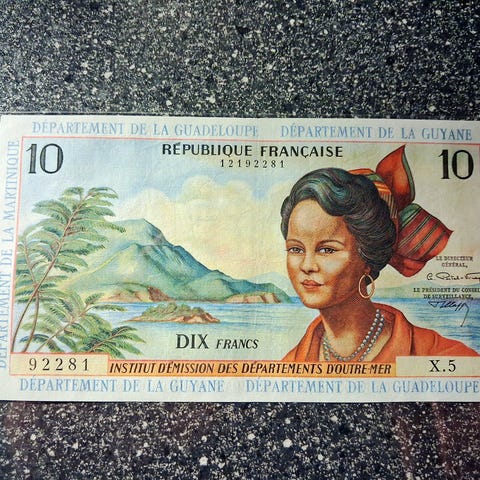 DÉPARTEMENT DE LA GUADELOUPE DÉPARTEMENT DE LA GUYANE
DÉPARTEMENT DE LA MARTINIQUE
10 RÉPUBLIQUE FRANÇAISE 10
12192281
LE DIRECTEUR
GÉNÉRAL,
LE PRÉSIDENT DU CONSEIL
DE SURVEILLANCE,
DIX FRANCS
92281 INSTITUT D'ÉMISSION DES DÉPARTEMENTS D'OUTRE-MER X.5
DÉPARTEMENT DE LA GUYANE DÉPARTEMENT DE LA GUADELOUPE